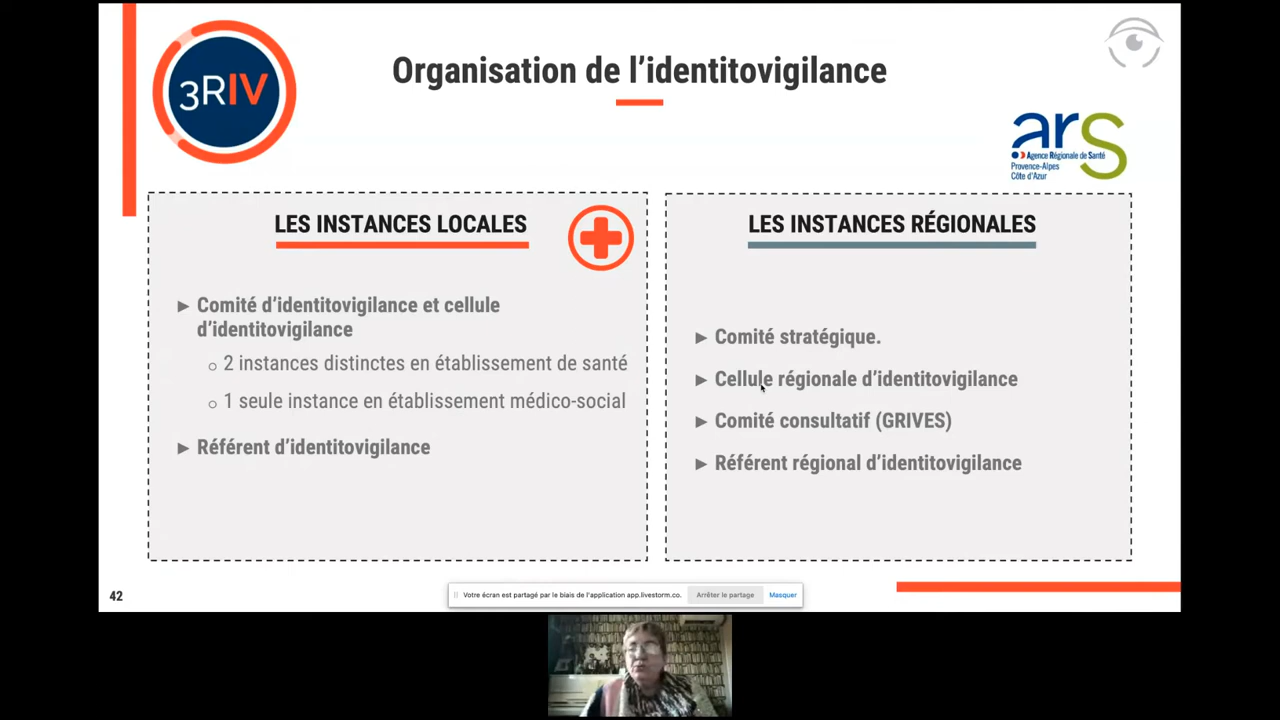 3RIV
Organisation de l'identitovigilance
ars
Agence Régionale de Santé
Provence-Alpes
Côte d'Azur
LES INSTANCES LOCALES
► Comité d'identitovigilance et cellule
d'identitovigilance
o 2 instances distinctes en établissement de santé
o 1 seule instance en établissement médico-social
► Référent d'identitovigilance
LES INSTANCES RÉGIONALES
► Comité stratégique.
► Cellule régionale d'identitovigilance
► Comité consultatif (GRIVES)
► Référent régional d'identitovigilance
42
Votre écran est partagé par le biais de l'application app.livestorm.co.
Arrêter le partage
Masquer